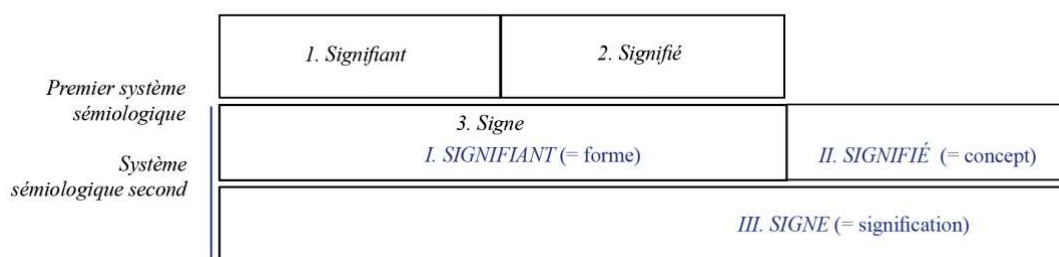 1. Signifiant
2. Signifié
Premier système
sémiologique
3. Signe
I. SIGNIFIANT (= forme)
II. SIGNIFIÉ (= concept)
Système
sémiologique second
III. SIGNE (= signification)